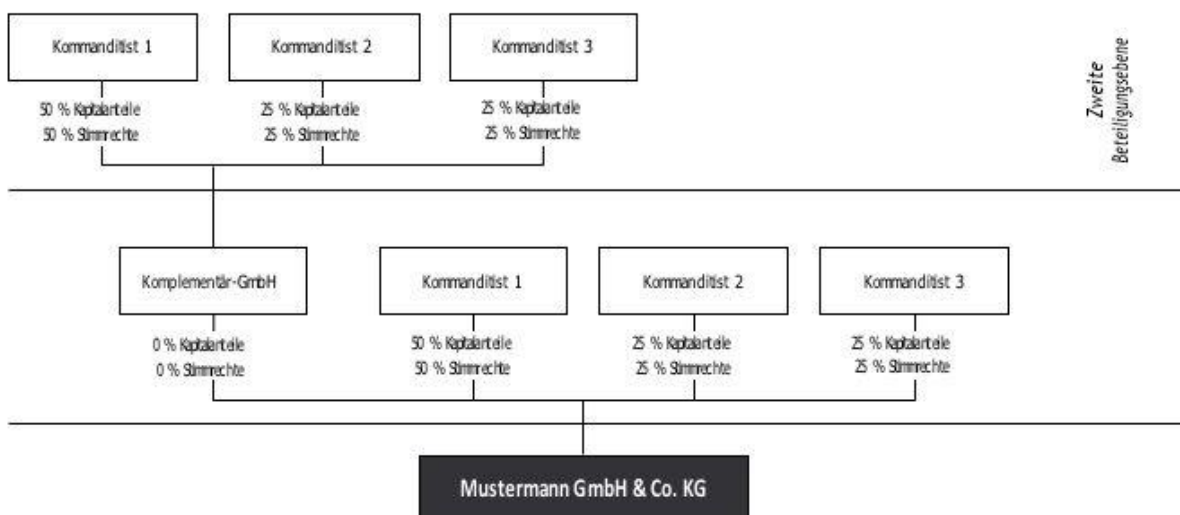 Kommanditist 1
Kommanditist 2
Kommanditist 3
50 % Kapitalanteile
50 % Stimmrechte
25 % Kapitalanteile
25 % Stimmrechte
25 % Kapitalanteile
25 % Stimmrechte
Zweite
Beteiligungsebene
Komplementär-GmbH
Kommanditist 1
Kommanditist 2
Kommanditist 3
0 % Kapitalanteile
0 % Stimmrechte
50 % Kapitalanteile
50 % Stimmrechte
25 % Kapitalanteile
25 % Stimmrechte
25 % Kapitalanteile
25 % Stimmrechte
Mustermann GmbH & Co. KG